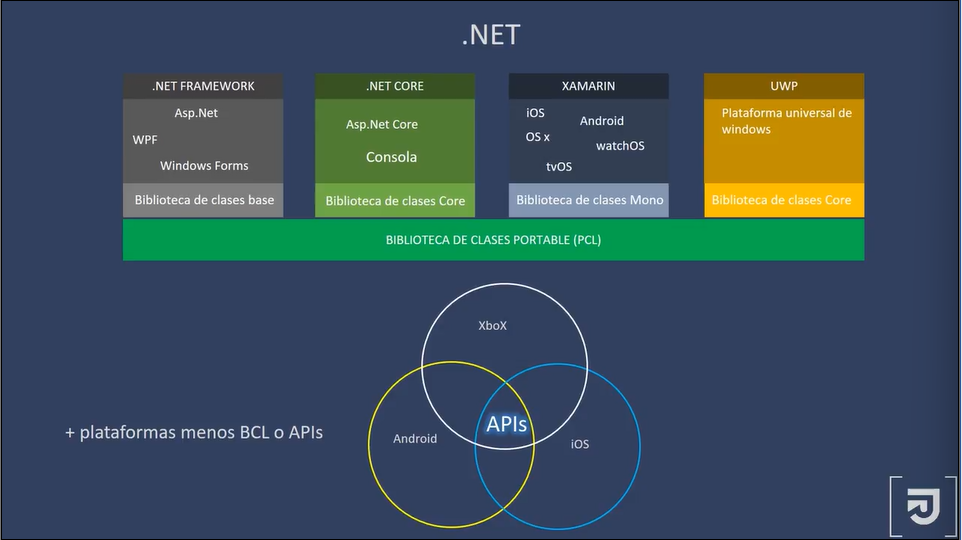 .NET
.NET FRAMEWORK
Asp.Net
WPF
Windows Forms
Biblioteca de clases base
.NET CORE
Asp.Net Core
Consola
Biblioteca de clases Core
XAMARIN
iOS
Android
OS x
watchOS
tvOS
Biblioteca de clases Mono
UWP
Plataforma universal de
windows
Biblioteca de clases Core
BIBLIOTECA DE CLASES PORTABLE (PCL)
XboX
+ plataformas menos BCL o APIs
Android
APIs
iOS